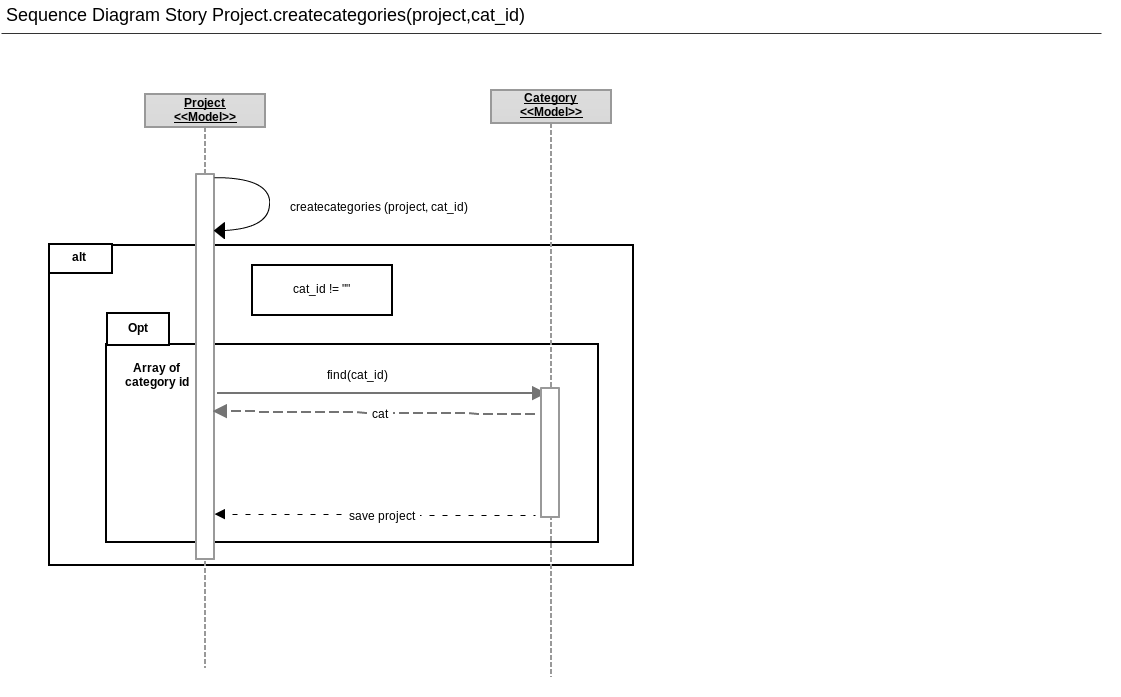 Sequence Diagram Story Project.createcategories(project,cat_id)
Project
<<Model>>
Category
<<Model>>
createcategories (project, cat_id)
alt
cat_id != ""
Opt
Array of
category id
find(cat_id)
cat
save project